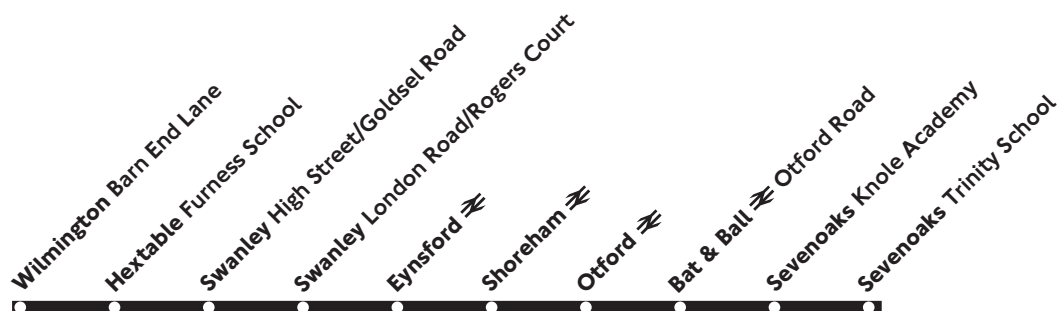 Wilmington Barn End Lane
Hextable Furness School
Swanley High Street/Goldsel Road
Swanley London Road/Rogers Court
Eynsford
Shoreham
Otford
Bat & Ball Otford Road
Sevenoaks Knole Academy
Sevenoaks Trinity School